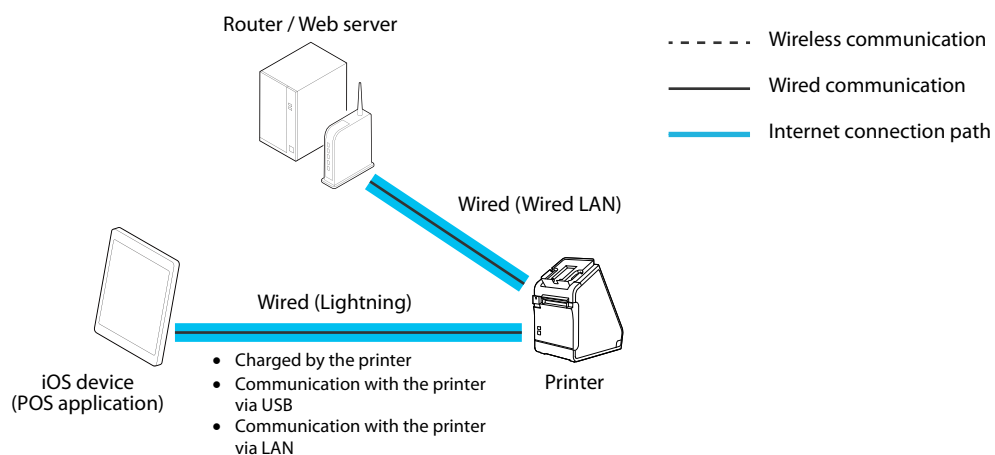 Router / Web server
Wireless communication
Wired communication
Internet connection path
Wired (Wired LAN)
Wired (Lightning)
• Charged by the printer
• Communication with the printer
via USB
• Communication with the printer
via LAN
iOS device
(POS application)
Printer